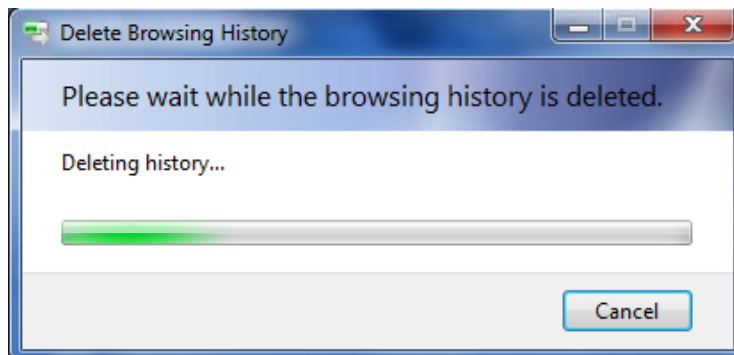 Delete Browsing History
Please wait while the browsing history is deleted.
Deleting history...
Cancel